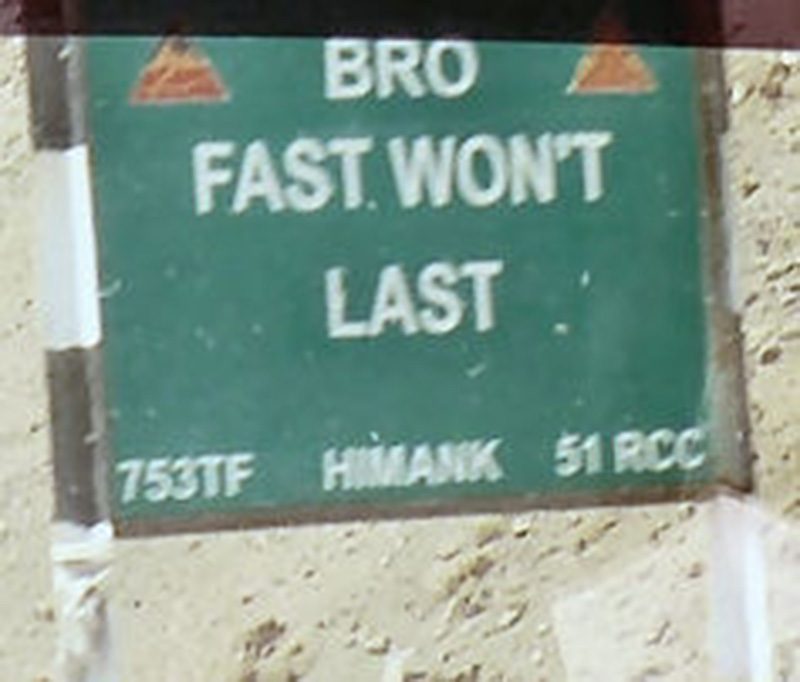 BRO
FAST WON'T
LAST
753TF HIMANK 51 RCC